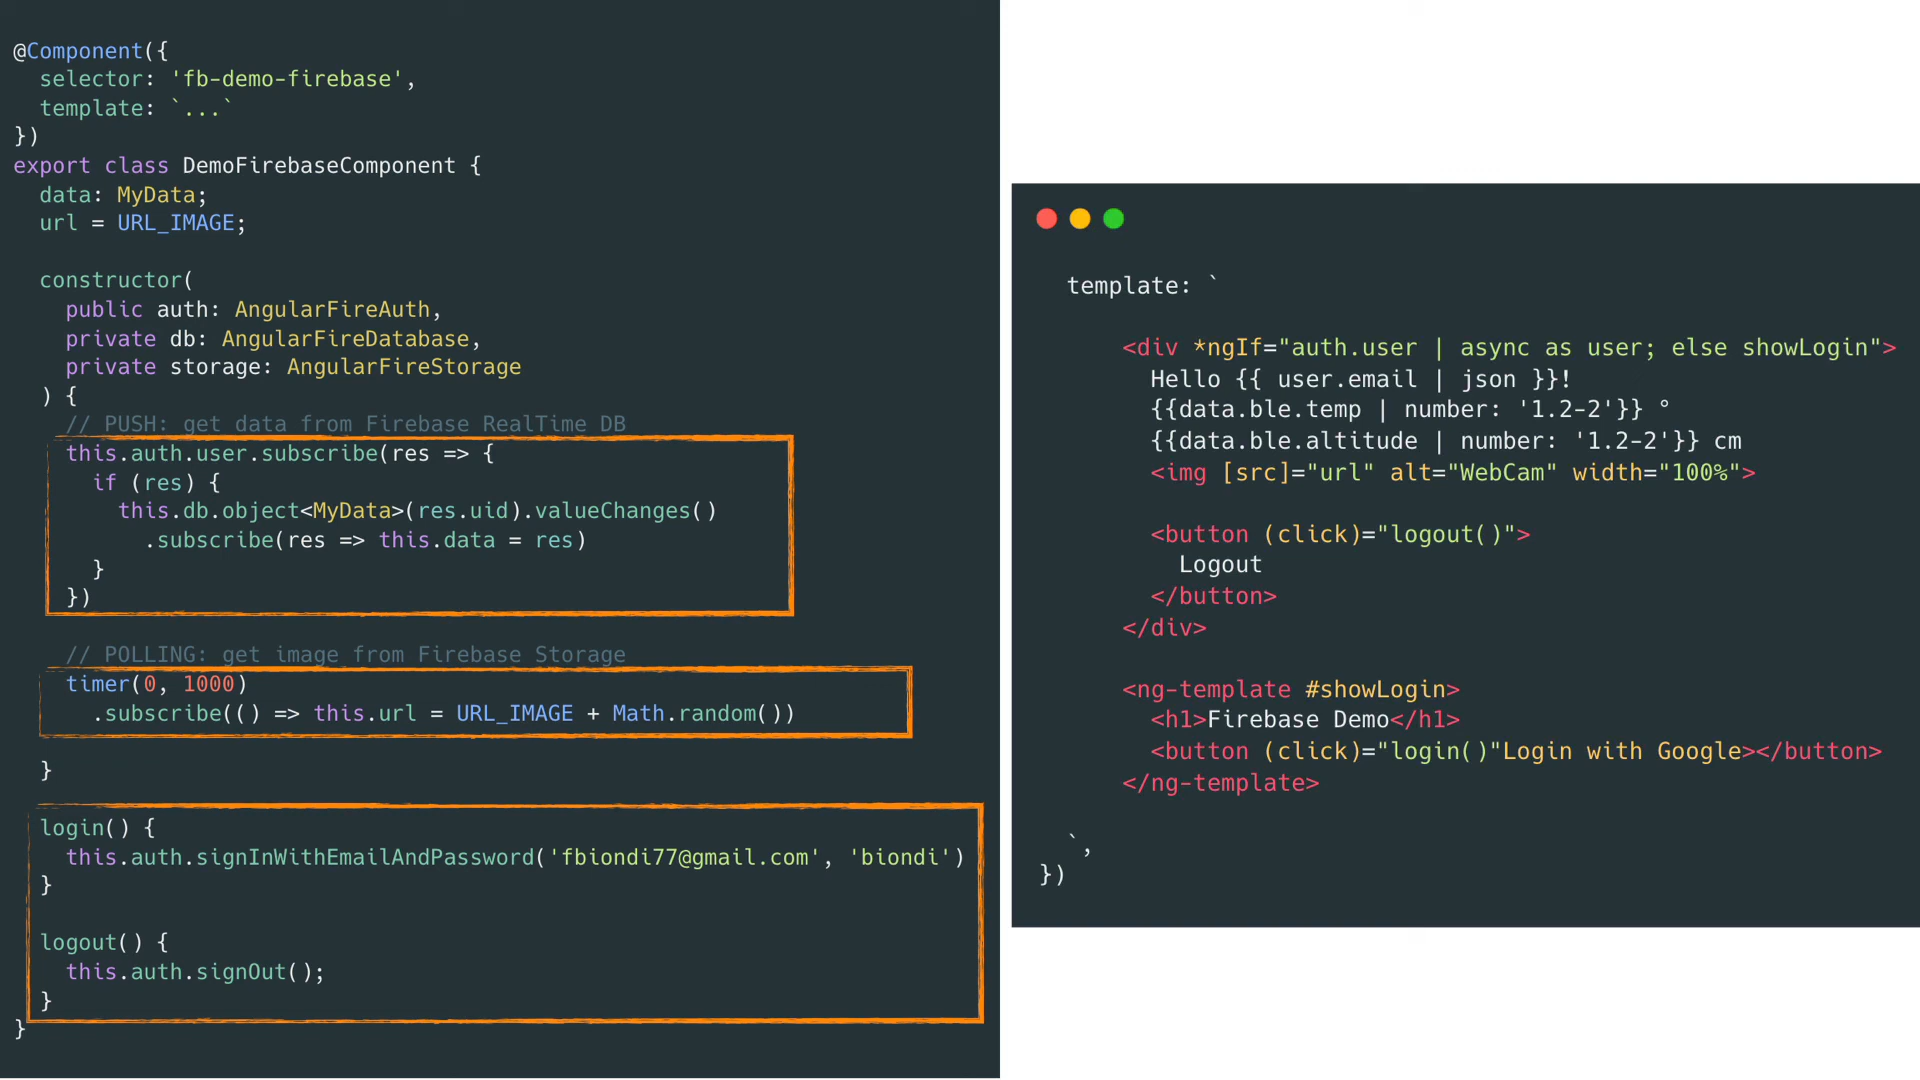 @Component({
  selector: 'fb-demo-firebase',
  template: `...`
})
export class DemoFirebaseComponent {
  data: MyData;
  url = URL_IMAGE;

  constructor(
    public auth: AngularFireAuth,
    private db: AngularFireDatabase,
    private storage: AngularFireStorage
  ) {
    // PUSH: get data from Firebase RealTime DB
    this.auth.user.subscribe(res => {
      if (res) {
        this.db.object<MyData>(res.uid).valueChanges()
          .subscribe(res => this.data = res)
      }
    })

    // POLLING: get image from Firebase Storage
    timer(0, 1000)
      .subscribe(() => this.url = URL_IMAGE + Math.random())

  }

  login() {
    this.auth.signInWithEmailAndPassword('fbiondi77@gmail.com', 'biondi')
  }

  logout() {
    this.auth.signOut();
  }
}

  template: `

      <div *ngIf="auth.user | async as user; else showLogin">
        Hello {{ user.email | json }}!
        {{data.ble.temp | number: '1.2-2'}} °
        {{data.ble.altitude | number: '1.2-2'}} cm
        <img [src]="url" alt="WebCam" width="100%">

        <button (click)="logout()">
          Logout
        </button>
      </div>

      <ng-template #showLogin>
        <h1>Firebase Demo</h1>
        <button (click)="login()"Login with Google></button>
      </ng-template>

  `,
})